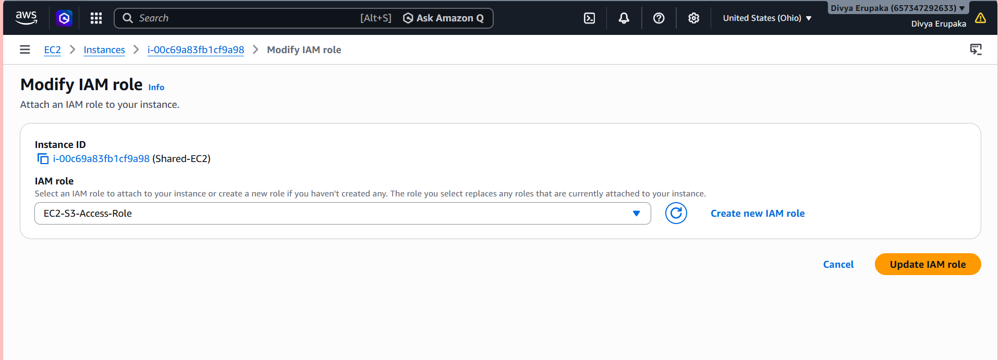 aws
Search [Alt+S] Ask Amazon Q
United States (Ohio) ▼
Divya Erupaka (657347292633) ▼
Divya Erupaka
EC2 > Instances > i-00c69a83fb1cf9a98 > Modify IAM role
Modify IAM role Info
Attach an IAM role to your instance.
Instance ID
i-00c69a83fb1cf9a98 (Shared-EC2)
IAM role
Select an IAM role to attach to your instance or create a new role if you haven't created any. The role you select replaces any roles that are currently attached to your instance.
EC2-S3-Access-Role
Create new IAM role
Cancel
Update IAM role